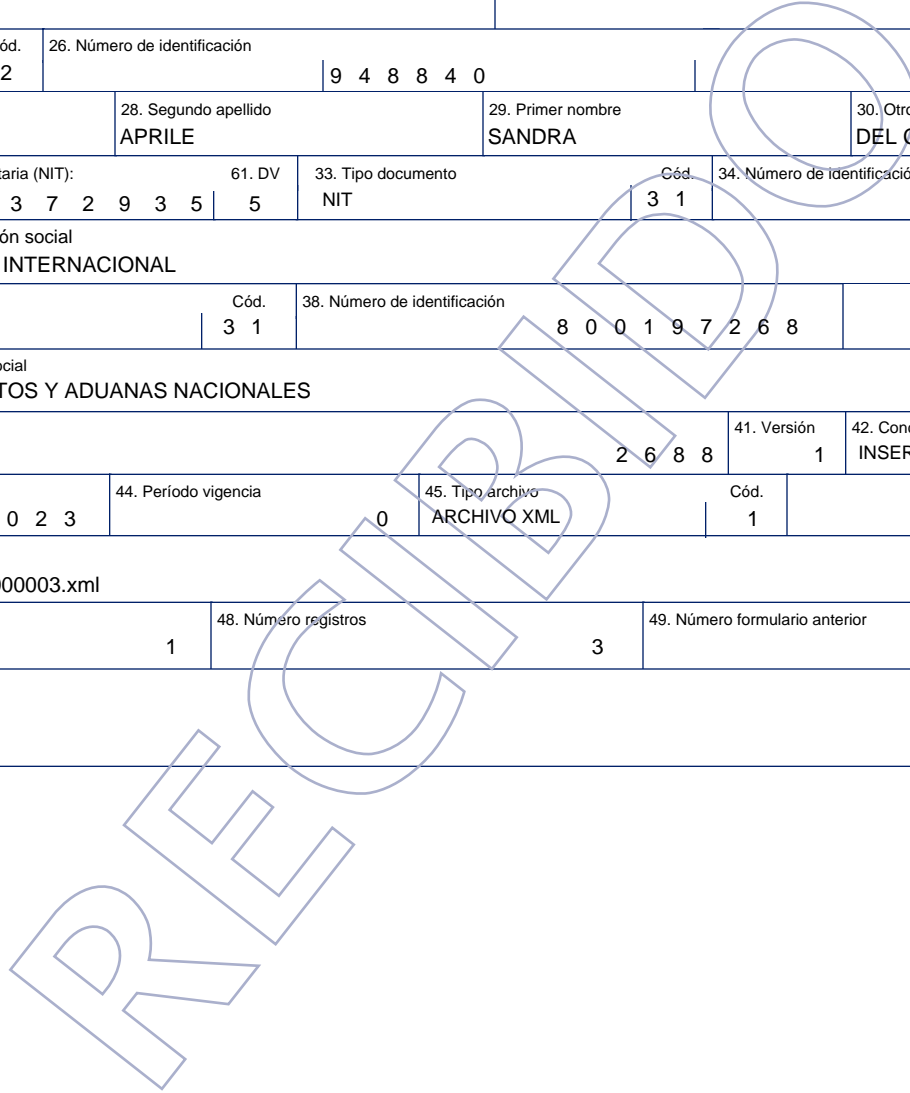 ód. 26. Número de identificación
2 9 4 8 8 4 0
28. Segundo apellido 29. Primer nombre 30. Otro
APRILE SANDRA DEL
taria (NIT): 61. DV 33. Tipo documento Cód. 34. Número de identificació
3 7 2 9 3 5 5 NIT 3 1
ón social
INTERNACIONAL
Cód. 38. Número de identificación
3 1 8 0 0 1 9 7 2 6 8
ocial
TOS Y ADUANAS NACIONALES
41. Versión 42. Conc
2 6 8 8 1 INSER
44. Período vigencia 45. Tipo archivo Cód.
0 2 3 0 ARCHIVO XML 1
000003.xml
48. Número registros 49. Número formulario anterior
1 3
RECIBIDO